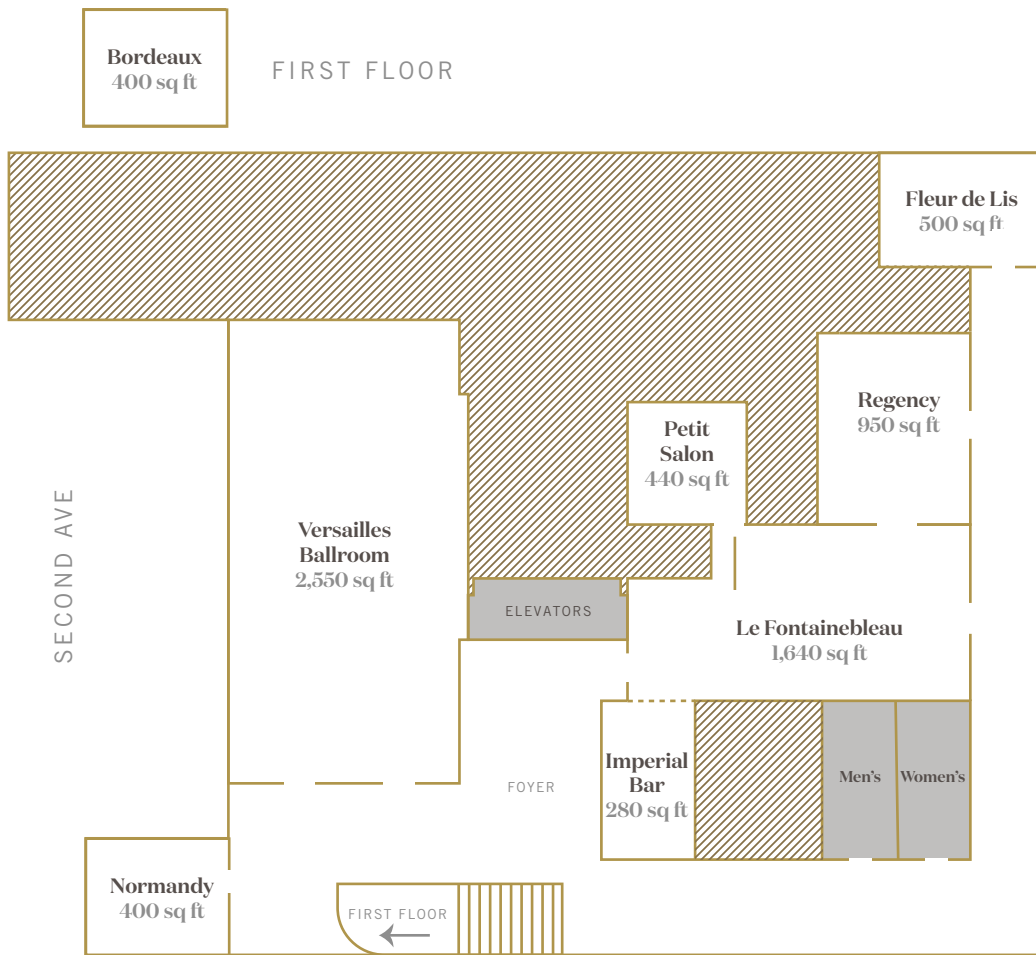 Bordeaux
400 sq ft
FIRST FLOOR
Fleur de Lis
500 sq ft
Regency
950 sq ft
Petit
Salon
440 sq ft
SECOND AVE
Versailles
Ballroom
2,550 sq ft
ELEVATORS
Le Fontainebleau
1,640 sq ft
Imperial
Bar
280 sq ft
Men's
Women's
FOYER
Normandy
400 sq ft
FIRST FLOOR